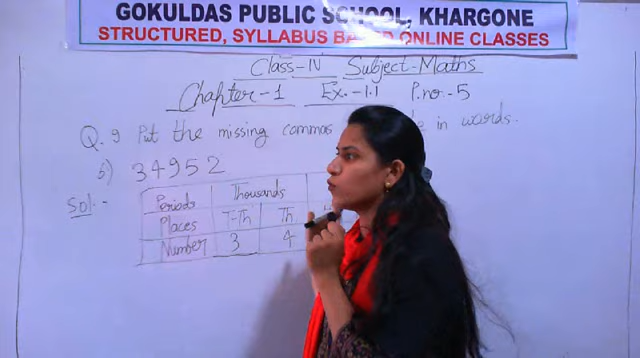 GOKULDAS PUBLIC SCHOOL, KHARGONE
STRUCTURED, SYLLABUS BASED ONLINE CLASSES
Class-IV Subject-Maths
Chapter-1 Ex.-1.1 P.no.-5
Q.9 Put the missing commas in words.
b) 34952
Sol:-
Periods Thousands
Places T-Th Th
Number 3 4